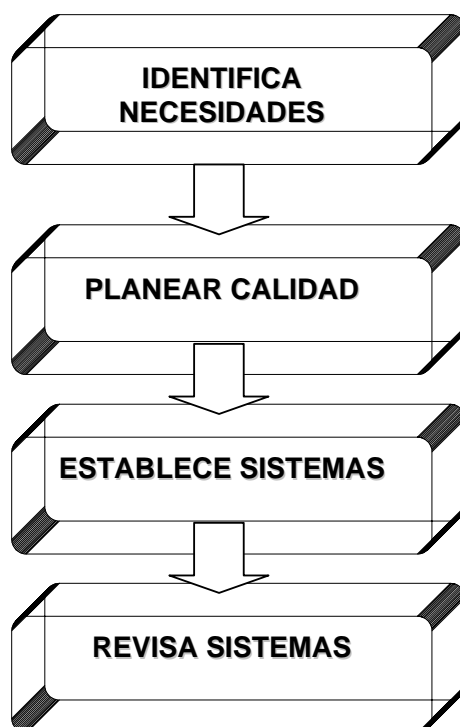 IDENTIFICA
NECESIDADES
PLANEAR CALIDAD
ESTABLECE SISTEMAS
REVISA SISTEMAS